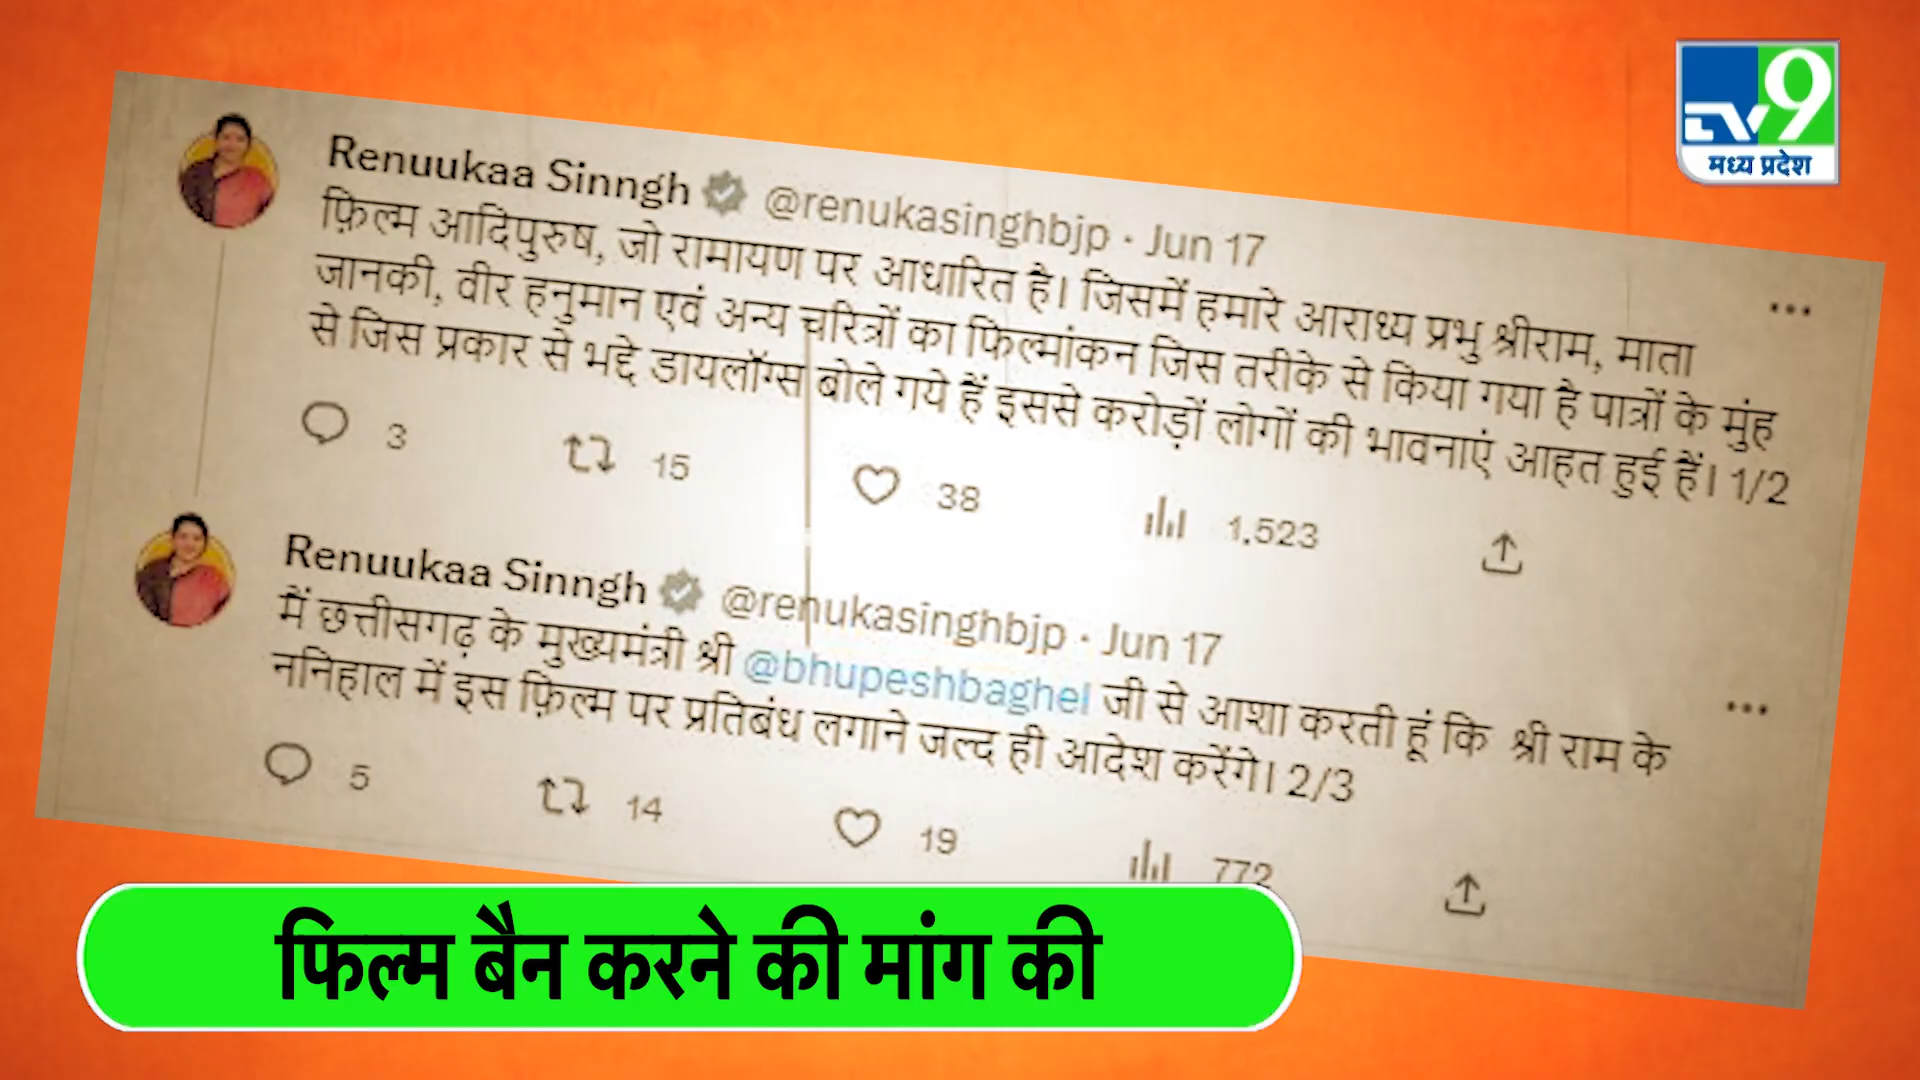 TV9
मध्य प्रदेश
Renuukaa Sinngh @renukasinghbjp · Jun 17
फ़िल्म आदिपुरुष, जो रामायण पर आधारित है। जिसमें हमारे आराध्य प्रभु श्रीराम, माता
जानकी, वीर हनुमान एवं अन्य चरित्रों का फिल्मांकन जिस तरीके से किया गया है पात्रों के मुंह
से जिस प्रकार से भद्दे डायलॉग्स बोले गये हैं इससे करोड़ों लोगों की भावनाएं आहत हुई हैं। 1/2
3 15 38 1,523
Renuukaa Sinngh @renukasinghbjp · Jun 17
मैं छत्तीसगढ़ के मुख्यमंत्री श्री @bhupeshbaghel जी से आशा करती हूं कि श्री राम के
ननिहाल में इस फ़िल्म पर प्रतिबंध लगाने जल्द ही आदेश करेंगे। 2/3
5 14 19 772
फिल्म बैन करने की मांग की